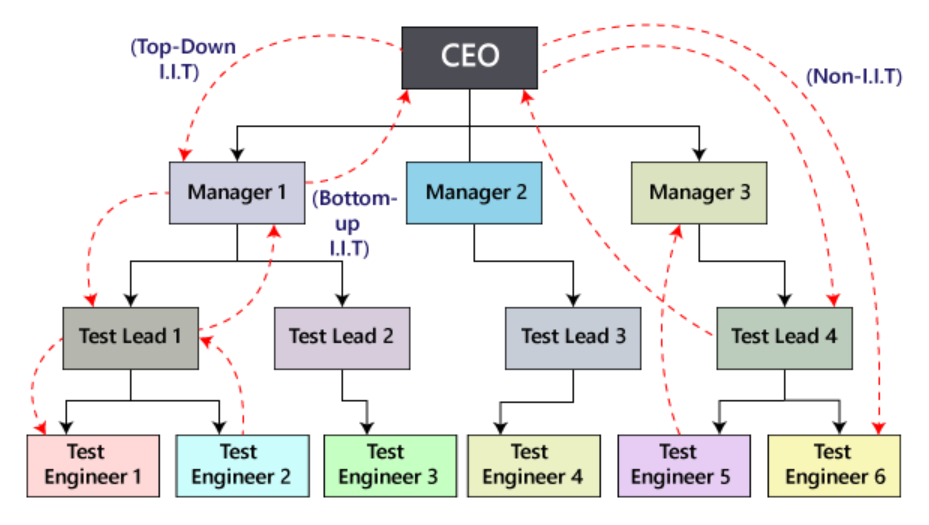 (Top-Down
I.I.T)
CEO
(Non-I.I.T)
Manager 1
(Bottom-
up
I.I.T)
Manager 2
Manager 3
Test Lead 1
Test Lead 2
Test Lead 3
Test Lead 4
Test
Engineer 1
Test
Engineer 2
Test
Engineer 3
Test
Engineer 4
Test
Engineer 5
Test
Engineer 6